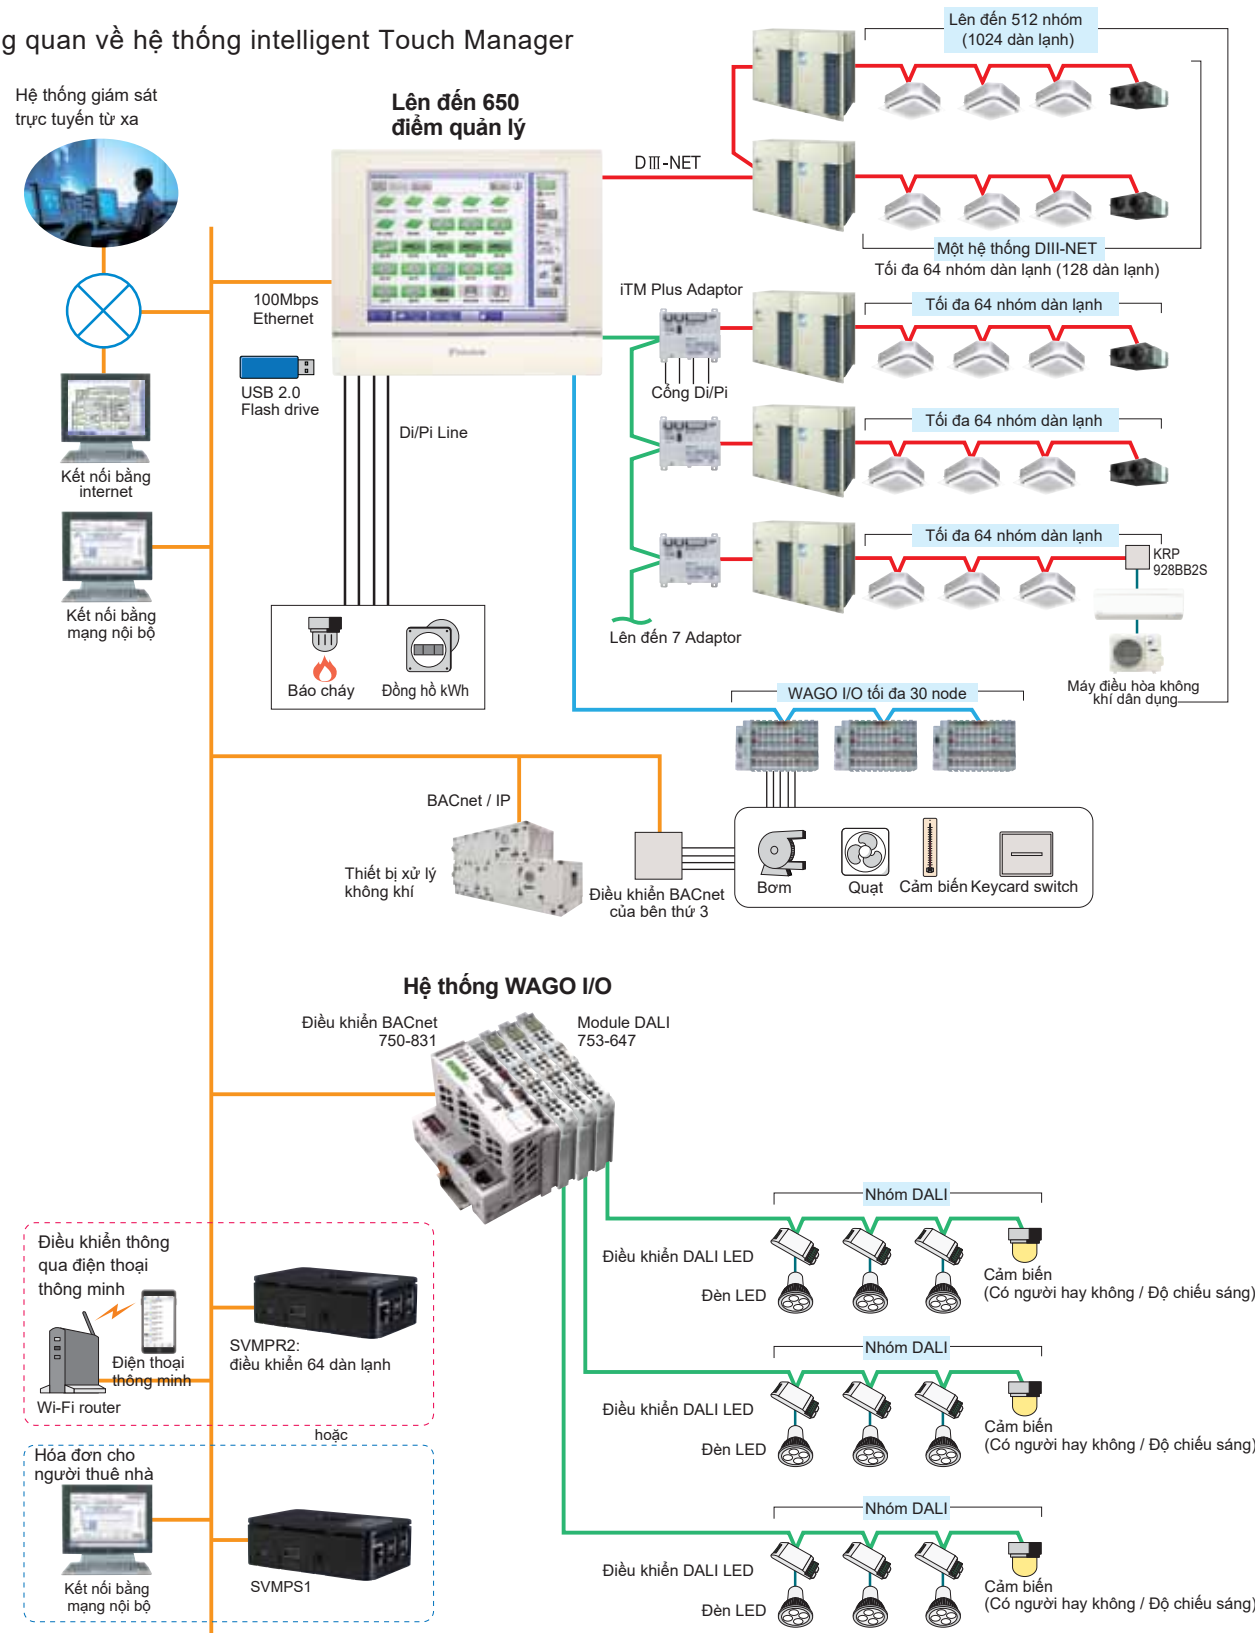 g quan về hệ thống intelligent Touch Manager
Lên đến 512 nhóm
(1024 dàn lạnh)
Hệ thống giám sát
trực tuyến từ xa
Lên đến 650
điểm quản lý
DIII-NET
Một hệ thống DIII-NET
Tối đa 64 nhóm dàn lạnh (128 dàn lạnh)
100Mbps
Ethernet
iTM Plus Adaptor
Tối đa 64 nhóm dàn lạnh
USB 2.0
Flash drive
Cổng Di/Pi
Di/Pi Line
Tối đa 64 nhóm dàn lạnh
Kết nối bằng
internet
Tối đa 64 nhóm dàn lạnh
KRP
928BB2S
Kết nối bằng
mạng nội bộ
Lên đến 7 Adaptor
Báo cháy
Đồng hồ kWh
Máy điều hòa không
khí dân dụng
WAGO I/O tối đa 30 node
BACnet / IP
Thiết bị xử lý
không khí
Điều khiển BACnet
của bên thứ 3
Bơm
Quạt
Cảm biến
Keycard switch
Hệ thống WAGO I/O
Điều khiển BACnet
750-831
Module DALI
753-647
Nhóm DALI
Điều khiển DALI LED
Đèn LED
Cảm biến
(Có người hay không / Độ chiếu sáng)
Điều khiển thông
qua điện thoại
thông minh
SVMPR2:
điều khiển 64 dàn lạnh
Điện thoại
thông minh
Wi-Fi router
Nhóm DALI
Điều khiển DALI LED
Đèn LED
Cảm biến
(Có người hay không / Độ chiếu sáng)
hoặc
Hóa đơn cho
người thuê nhà
Kết nối bằng
mạng nội bộ
SVMPS1
Nhóm DALI
Điều khiển DALI LED
Đèn LED
Cảm biến
(Có người hay không / Độ chiếu sáng)